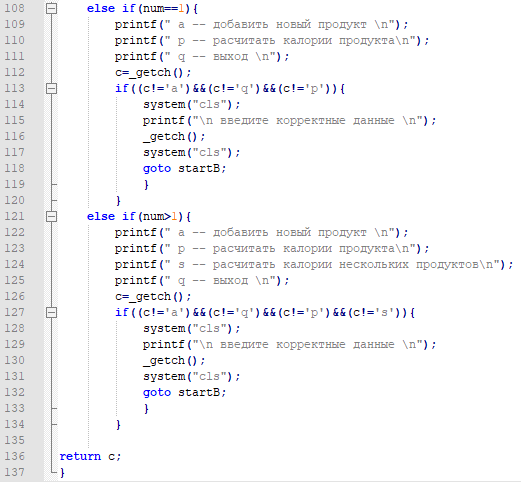 108 else if(num==1){
109 printf(" a -- добавить новый продукт \n");
110 printf(" p -- расчитать калории продукта\n");
111 printf(" q -- выход \n");
112 c=_getch();
113 if((c!='a')&&(c!='q')&&(c!='p')){
114 system("cls");
115 printf("\n введите корректные данные \n");
116 _getch();
117 system("cls");
118 goto startB;
119 }
120 }
121 else if(num>1){
122 printf(" a -- добавить новый продукт \n");
123 printf(" p -- расчитать калории продукта\n");
124 printf(" s -- расчитать калории нескольких продуктов\n");
125 printf(" q -- выход \n");
126 c=_getch();
127 if((c!='a')&&(c!='q')&&(c!='p')&&(c!='s')){
128 system("cls");
129 printf("\n введите корректные данные \n");
130 _getch();
131 system("cls");
132 goto startB;
133 }
134 }
135
136 return c;
137 }